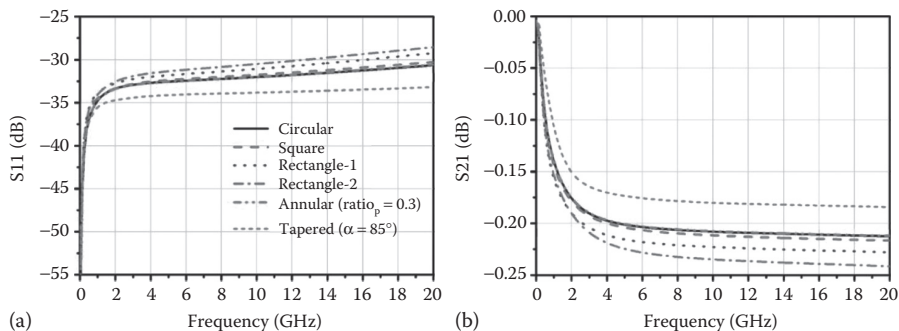 −25
−30
−35
−40
−45
−50
−55
S11 (dB)
Circular
Square
Rectangle-1
Rectangle-2
Annular (ratioₚ = 0.3)
Tapered (α = 85°)
0 2 4 6 8 10 12 14 16 18 20
(a) Frequency (GHz)
0.00
−0.05
−0.10
−0.15
−0.20
−0.25
S21 (dB)
0 2 4 6 8 10 12 14 16 18 20
(b) Frequency (GHz)